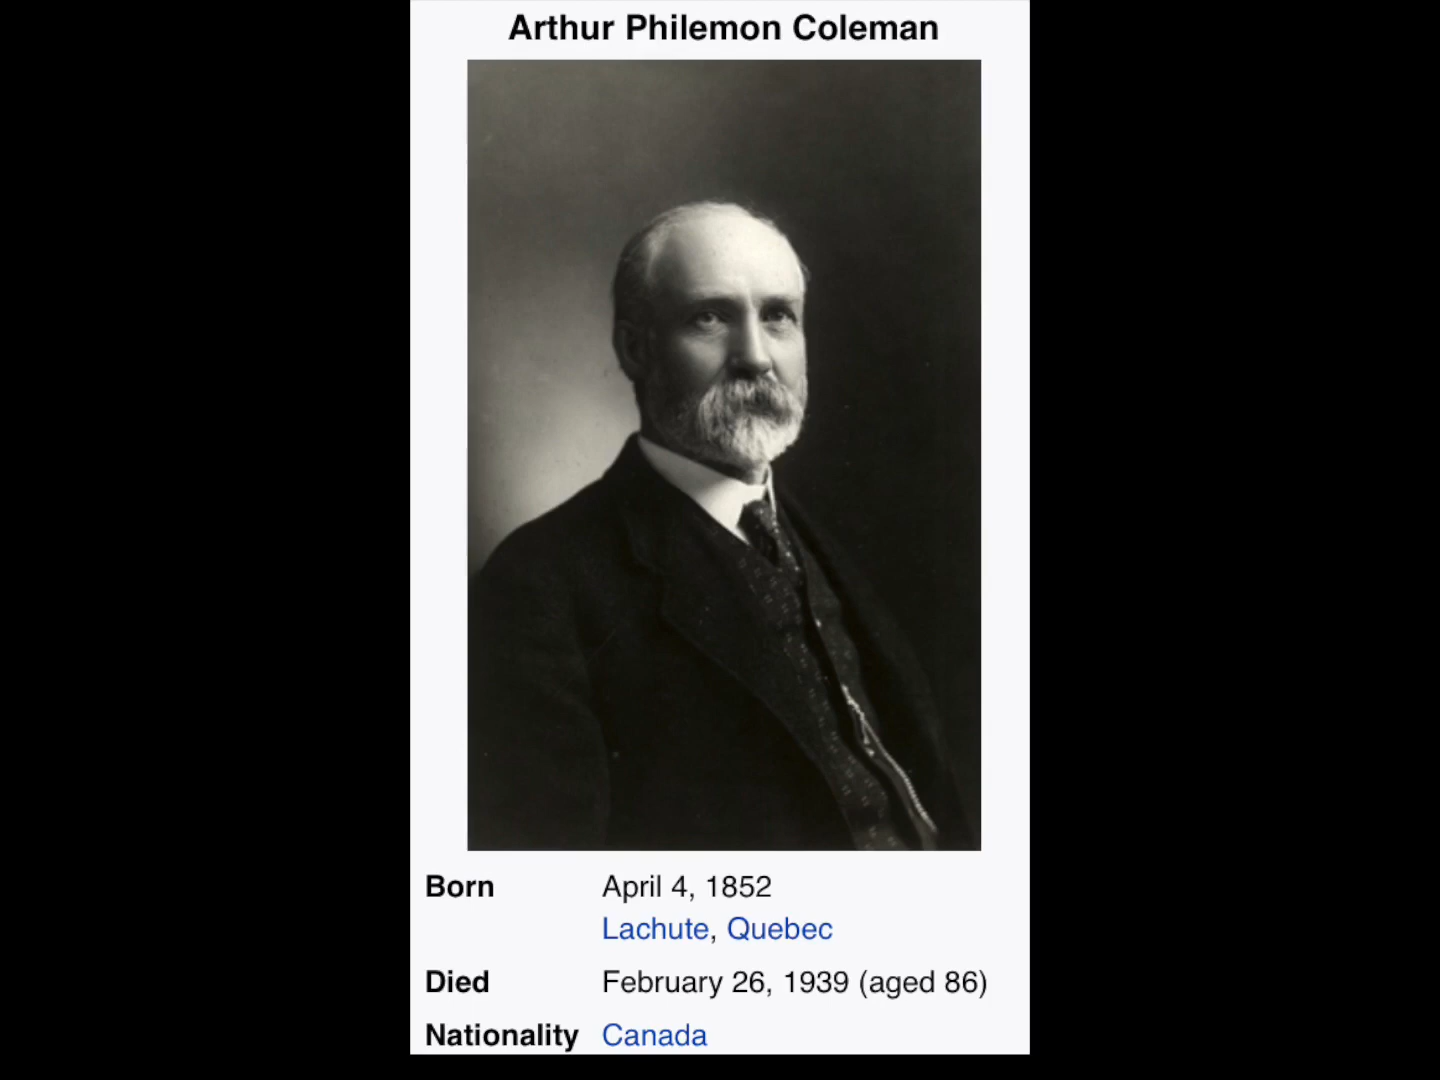 Arthur Philemon Coleman
Born April 4, 1852
Lachute, Quebec
Died February 26, 1939 (aged 86)
Nationality Canada